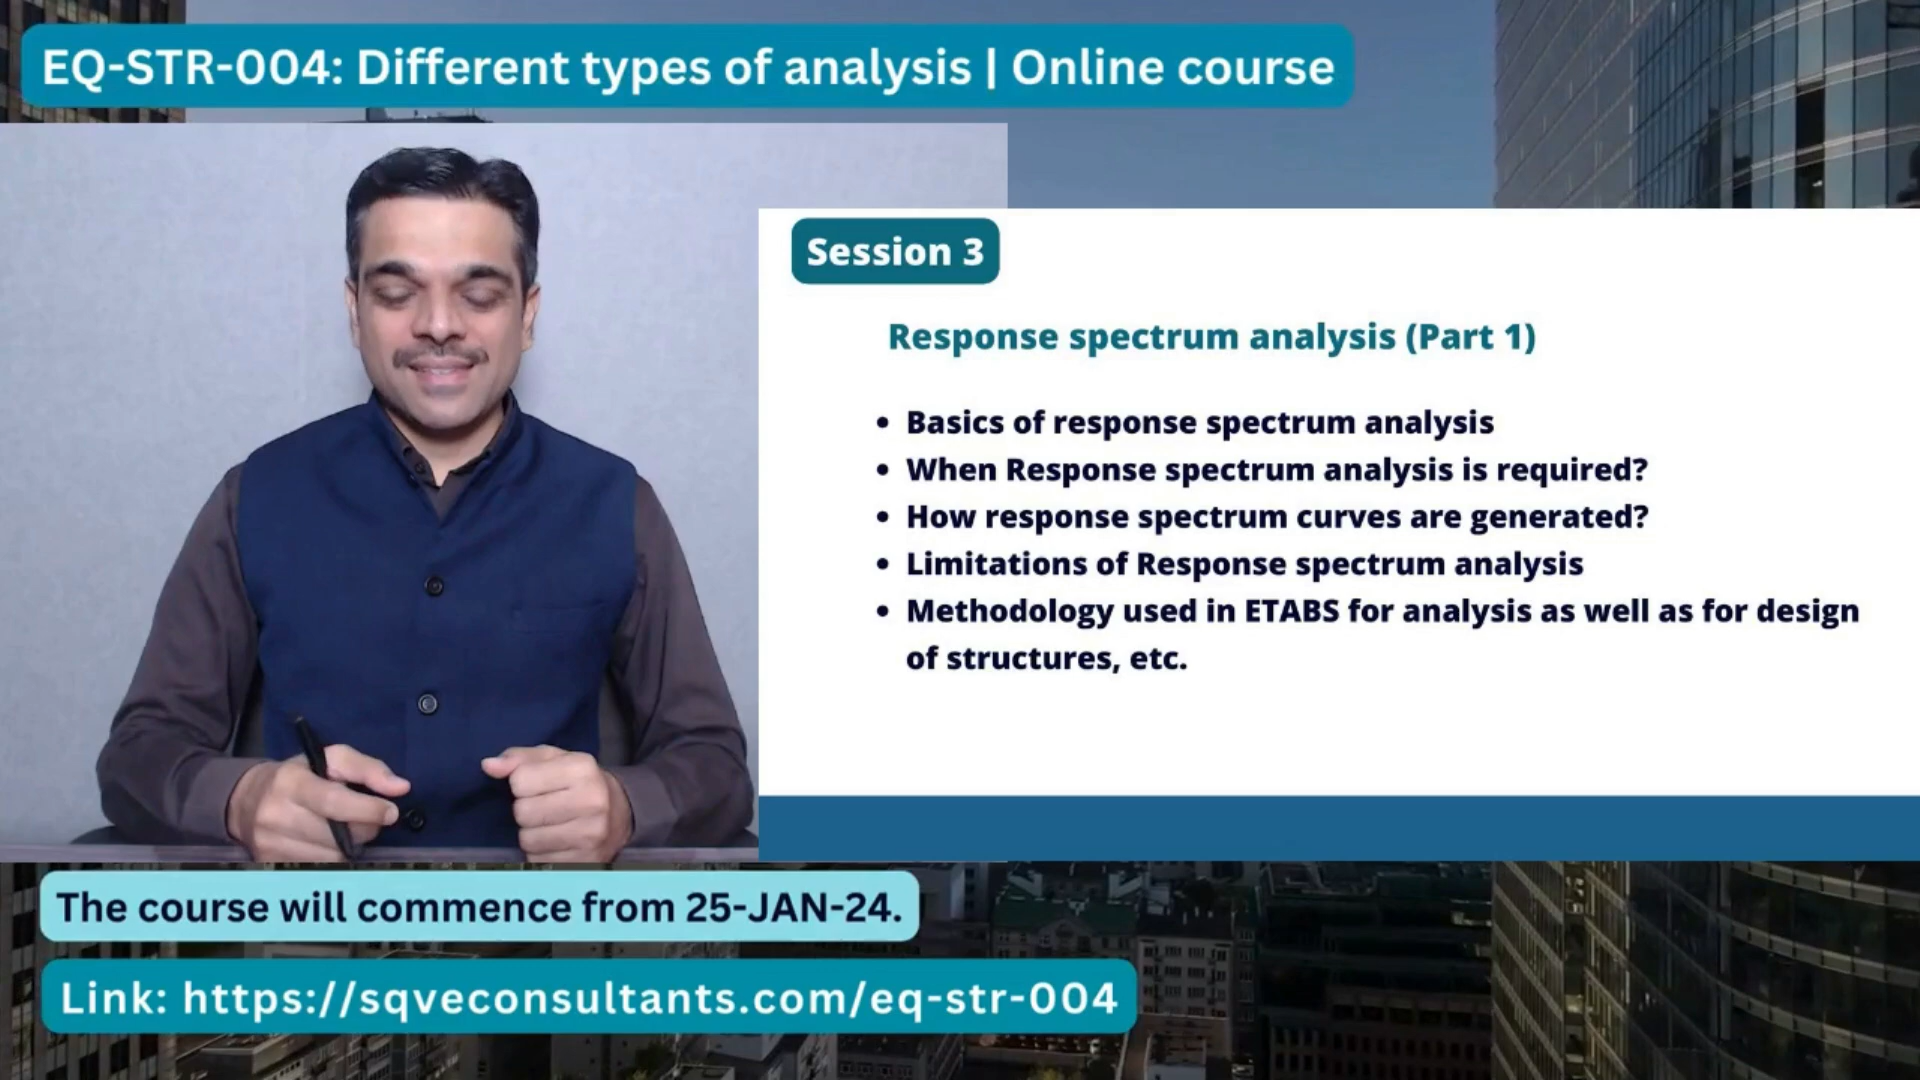 EQ-STR-004: Different types of analysis | Online course
Session 3
Response spectrum analysis (Part 1)
• Basics of response spectrum analysis
• When Response spectrum analysis is required?
• How response spectrum curves are generated?
• Limitations of Response spectrum analysis
• Methodology used in ETABS for analysis as well as for design
of structures, etc.
The course will commence from 25-JAN-24.
Link: https://sqveconsultants.com/eq-str-004